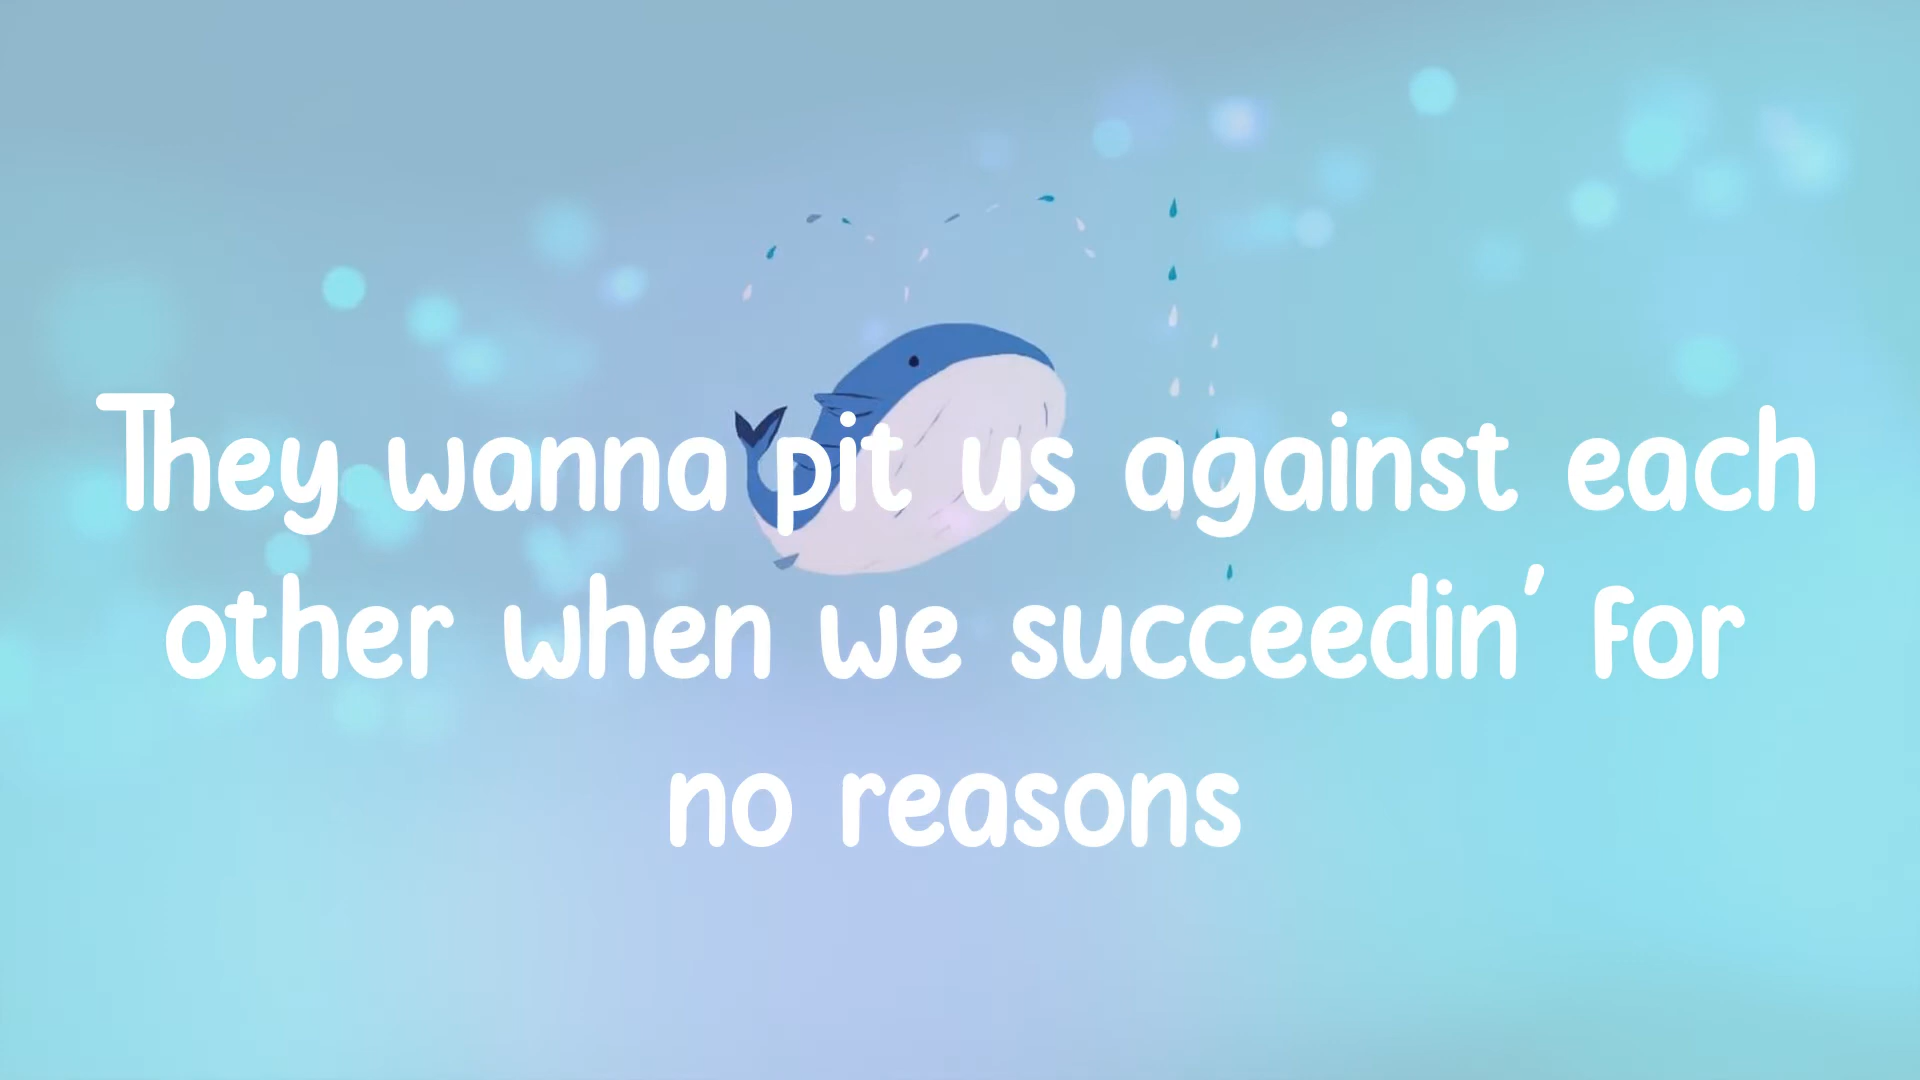 They wanna pit us against each
other when we succeedin' for
no reasons